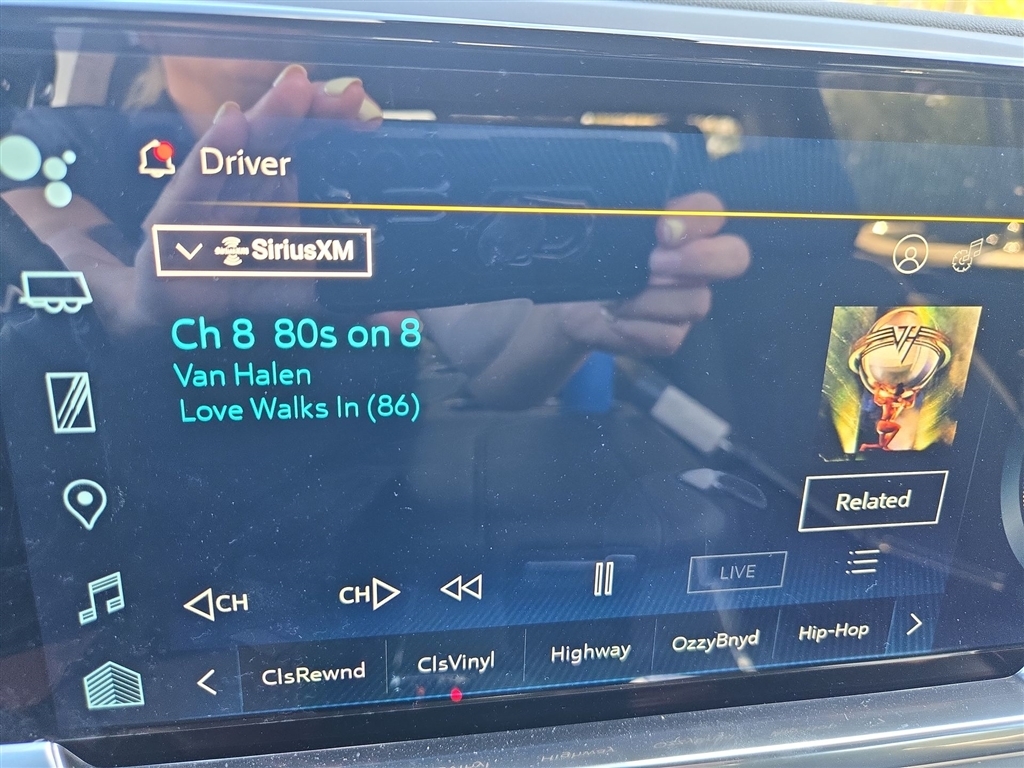 Driver
SiriusXM
Ch 8 80s on 8
Van Halen
Love Walks In (86)
VH
Related
CH
CH
LIVE
ClsRewnd
ClsVinyl
Highway
OzzyBnyd
Hip-Hop